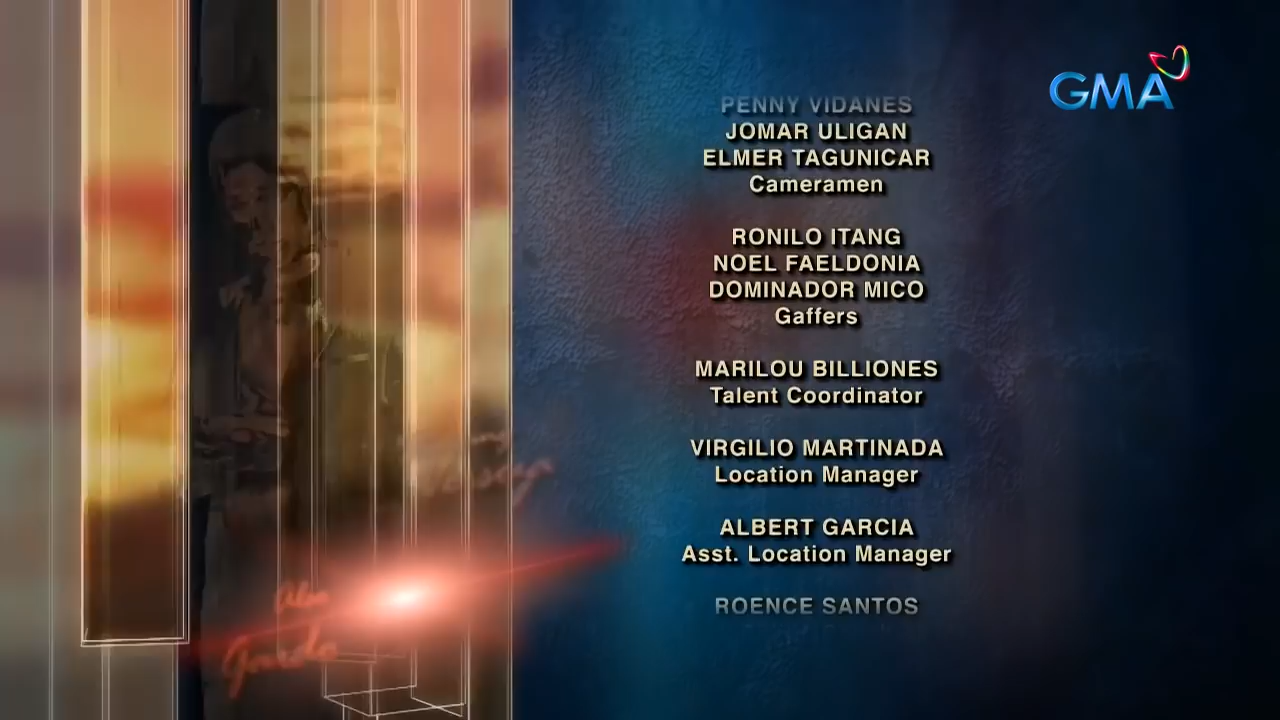 GMA
PENNY VIDANES
JOMAR ULIGAN
ELMER TAGUNICAR
Cameramen
RONILO ITANG
NOEL FAELDONIA
DOMINADOR MICO
Gaffers
MARILOU BILLIONES
Talent Coordinator
VIRGILIO MARTINADA
Location Manager
ALBERT GARCIA
Asst. Location Manager
ROENCE SANTOS